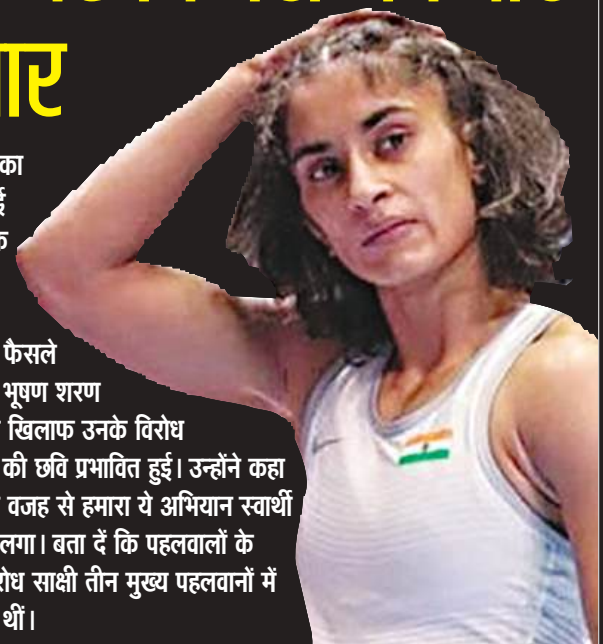 ार
का
ई
क
फैसले
भूषण शरण
खिलाफ उनके विरोध
की छवि प्रभावित हुई। उन्होंने कहा
वजह से हमारा ये अभियान स्वार्थी
लगा। बता दें कि पहलवालों के
रोध साक्षी तीन मुख्य पहलवानों में
थीं।